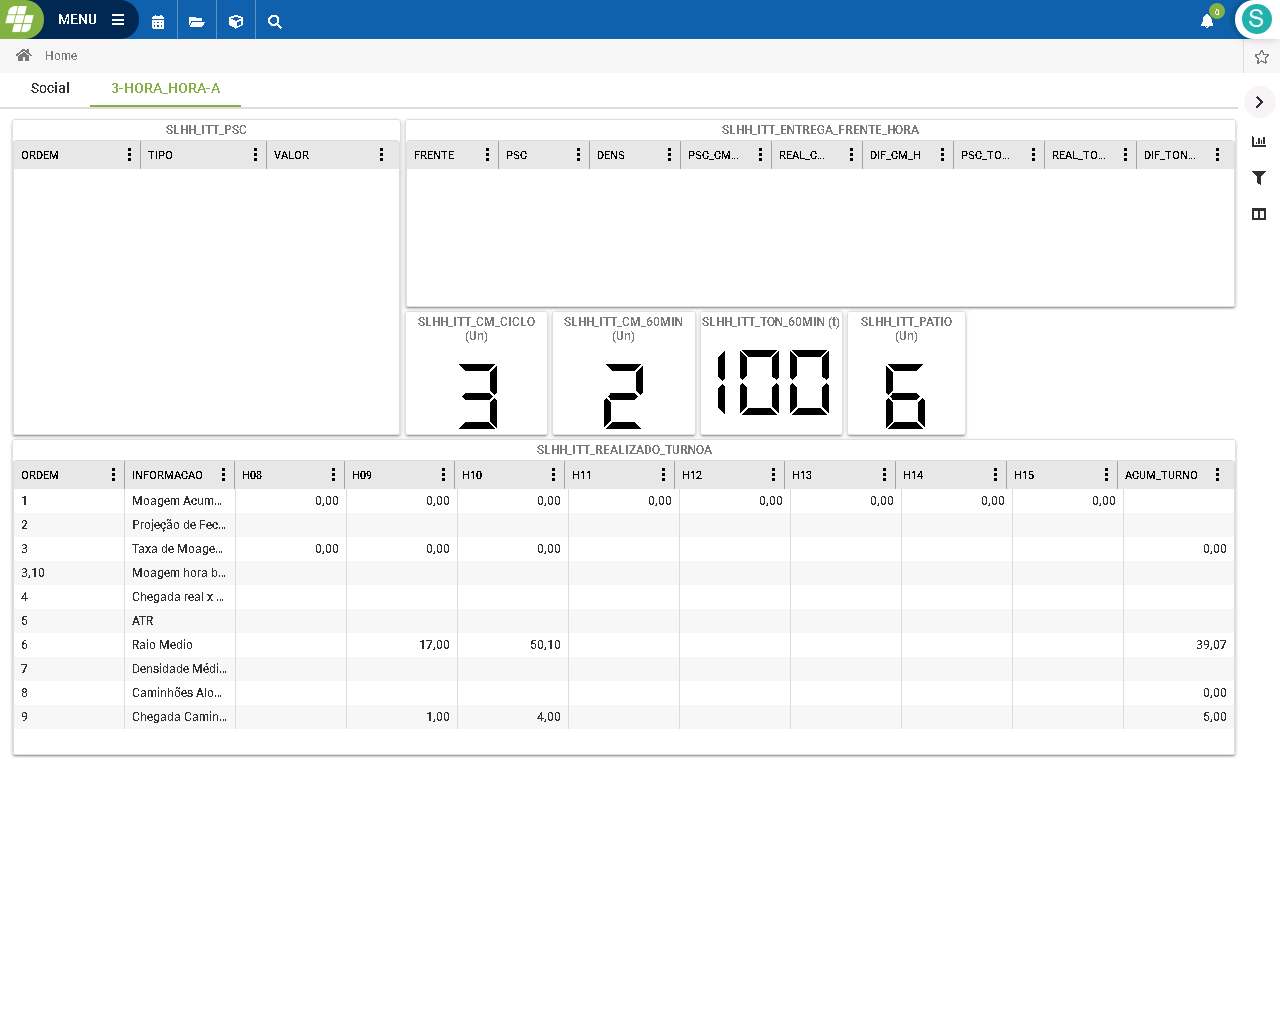 MENU
0
S
Home
Social 3-HORA_HORA-A
SLHH_ITT_PSC
ORDEM TIPO VALOR
SLHH_ITT_ENTREGA_FRENTE_HORA
FRENTE PSC DENS PSC_CM... REAL_C... DIF_CM_H PSC_TO... REAL_TO... DIF_TON...
SLHH_ITT_CM_CICLO
(Un)
3
SLHH_ITT_CM_60MIN
(Un)
2
SLHH_ITT_TON_60MIN (t)
100
SLHH_ITT_PATIO
(Un)
6
SLHH_ITT_REALIZADO_TURNOA
ORDEM INFORMACAO H08 H09 H10 H11 H12 H13 H14 H15 ACUM_TURNO
1 Moagem Acum... 0,00 0,00 0,00 0,00 0,00 0,00 0,00 0,00
2 Projeção de Fec...
3 Taxa de Moage... 0,00 0,00 0,00 0,00
3,10 Moagem hora b...
4 Chegada real x ...
5 ATR
6 Raio Medio 17,00 50,10 39,07
7 Densidade Médi...
8 Caminhões Alo... 0,00
9 Chegada Camin... 1,00 4,00 5,00